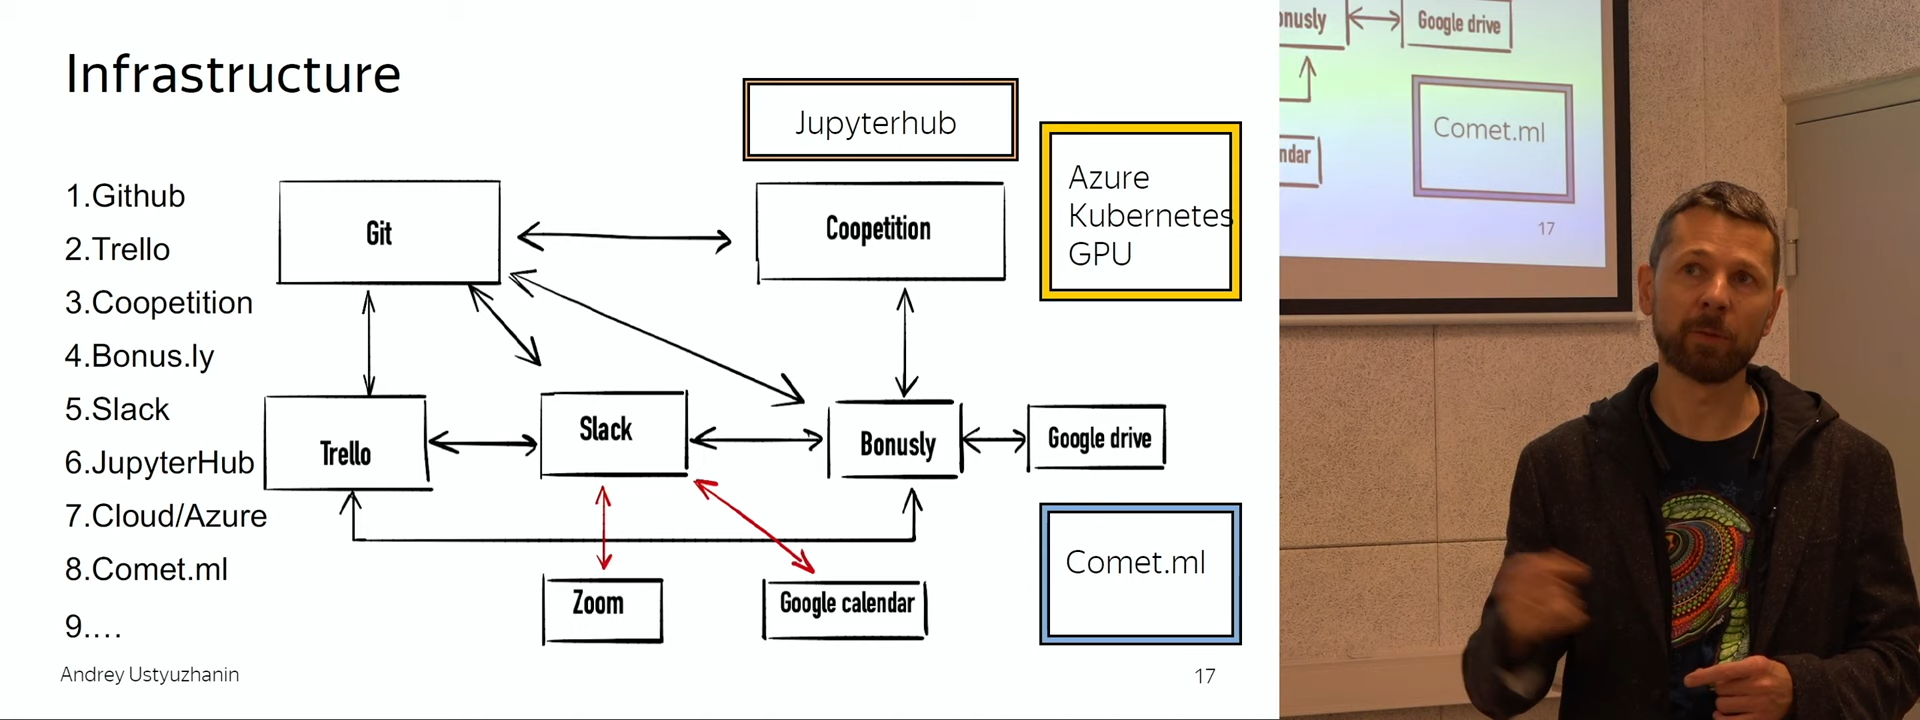 Infrastructure
1.Github
2.Trello
3.Coopetition
4.Bonus.ly
5.Slack
6.JupyterHub
7.Cloud/Azure
8.Comet.ml
9.…
Jupyterhub
Git
Coopetition
Azure
Kubernetes
GPU
Trello
Slack
Bonusly
Google drive
Zoom
Google calendar
Comet.ml
Andrey Ustyuzhanin
17
onusly
Google drive
Comet.ml
ndar
17